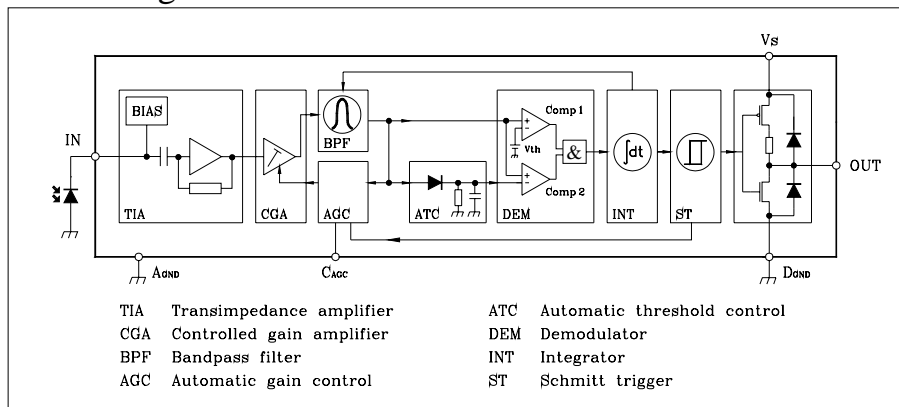 Vs
BIAS
IN
BPF
Comp 1
Vth
&
∫dt
OUT
Comp 2
TIA
CGA
AGC
ATC
DEM
INT
ST
AGND
CAGC
DGND
TIA Transimpedance amplifier
CGA Controlled gain amplifier
BPF Bandpass filter
AGC Automatic gain control
ATC Automatic threshold control
DEM Demodulator
INT Integrator
ST Schmitt trigger